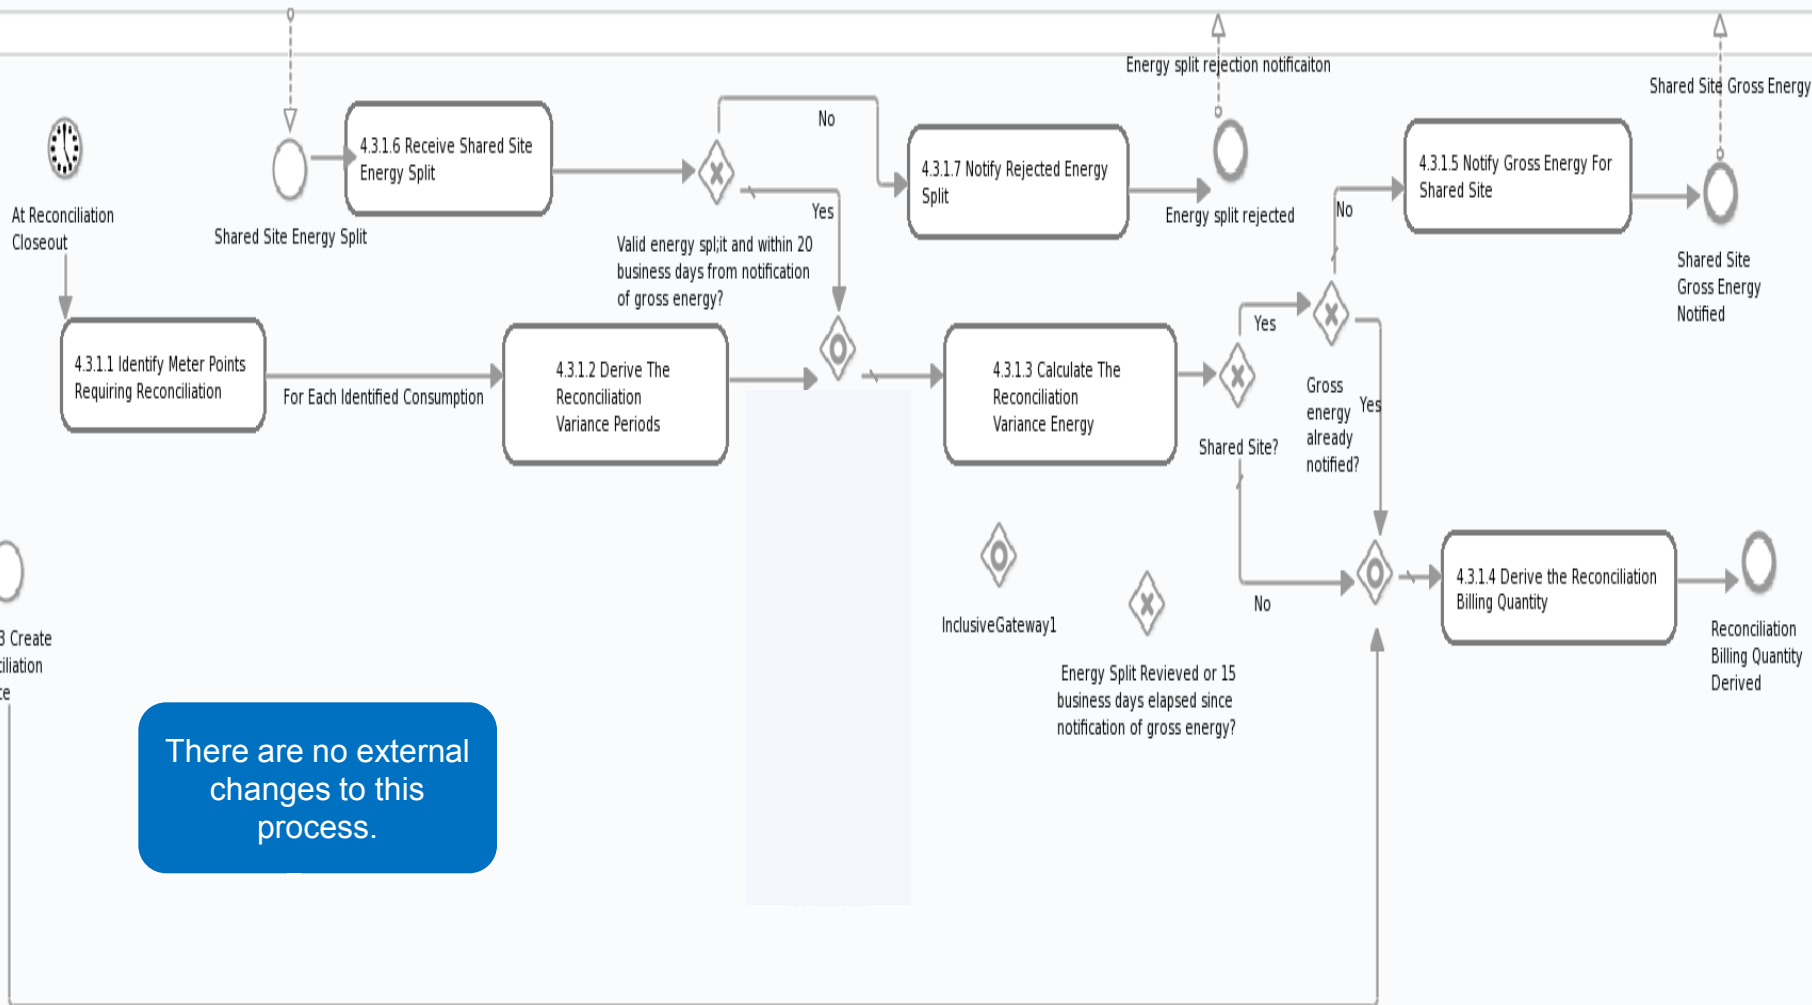 Energy split rejection notificaiton
Shared Site Gross Energy
At Reconciliation
Closeout
Shared Site Energy Split
4.3.1.6 Receive Shared Site
Energy Split
No
Yes
Valid energy spl;it and within 20
business days from notification
of gross energy?
4.3.1.7 Notify Rejected Energy
Split
Energy split rejected
4.3.1.5 Notify Gross Energy For
Shared Site
No
Shared Site
Gross Energy
Notified
4.3.1.1 Identify Meter Points
Requiring Reconciliation
For Each Identified Consumption
4.3.1.2 Derive The
Reconciliation
Variance Periods
4.3.1.3 Calculate The
Reconciliation
Variance Energy
Yes
Shared Site?
Gross
energy
already
notified?
Yes
No
InclusiveGateway1
Energy Split Revieved or 15
business days elapsed since
notification of gross energy?
4.3.1.4 Derive the Reconciliation
Billing Quantity
Reconciliation
Billing Quantity
Derived
3 Create
ciliation
ce
There are no external
changes to this
process.